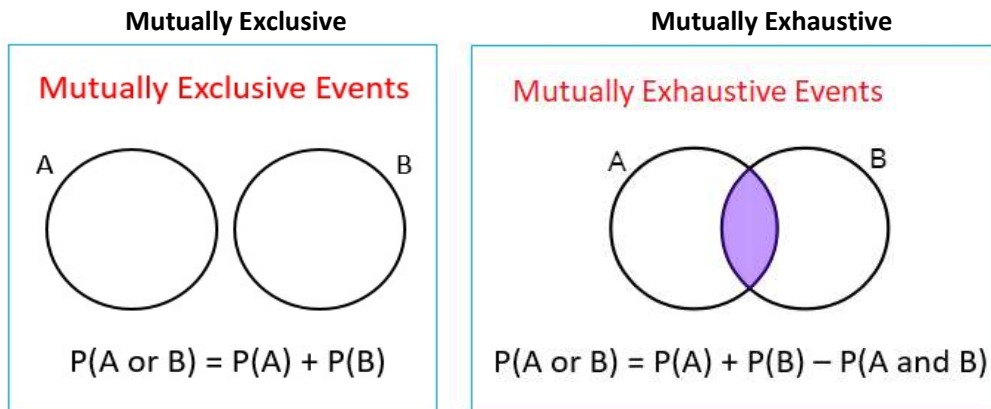 Mutually Exclusive
Mutually Exhaustive
Mutually Exclusive Events
A
B
P(A or B) = P(A) + P(B)
Mutually Exhaustive Events
A
B
P(A or B) = P(A) + P(B) – P(A and B)